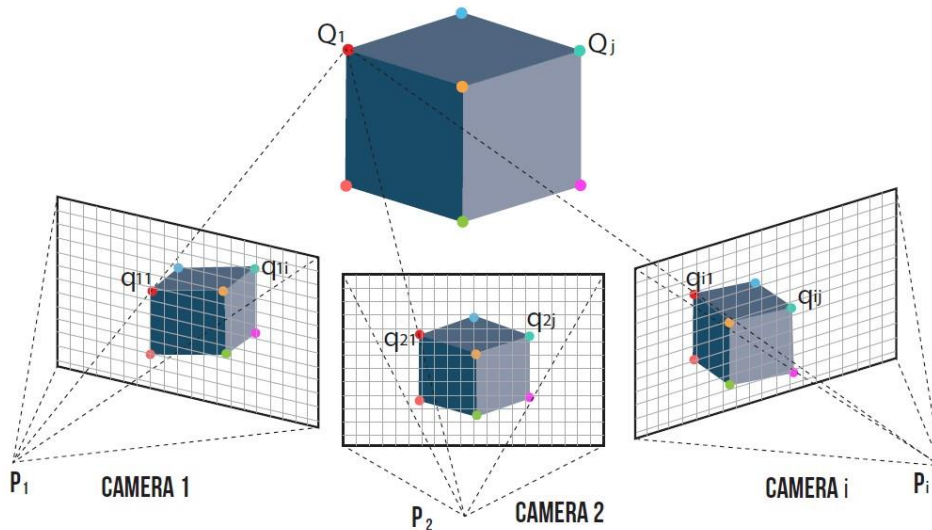 Q₁
Qⱼ
q₁₁
q₁ᵢ
q₂₁
q₂ⱼ
qᵢ₁
qᵢⱼ
P₁
CAMERA 1
P₂
CAMERA 2
CAMERA i
Pᵢ